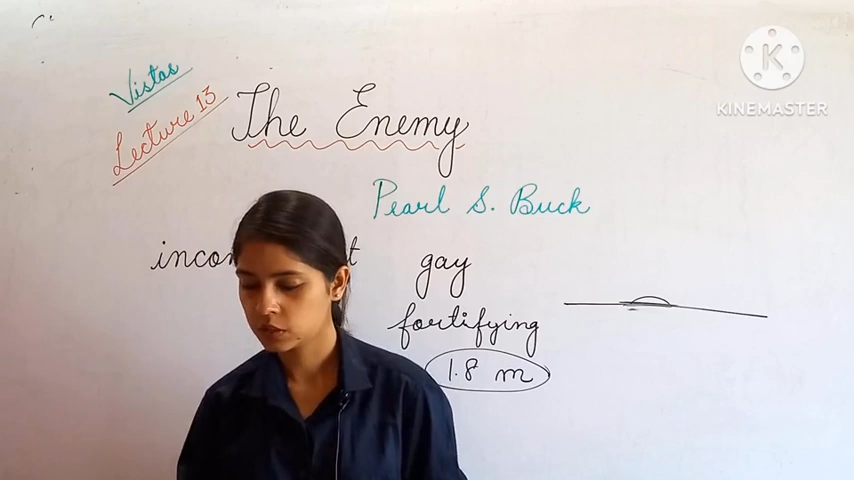 Vistas
Lecture 13
The Enemy
Pearl S. Buck
gay
fortifying
1.8 m
KINEMASTER